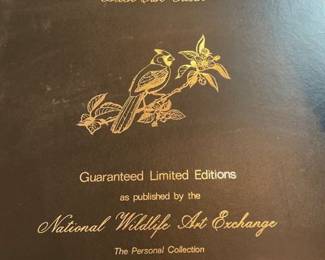 Guaranteed Limited Editions
as published by the
National Wildlife Art Exchange
The Personal Collection